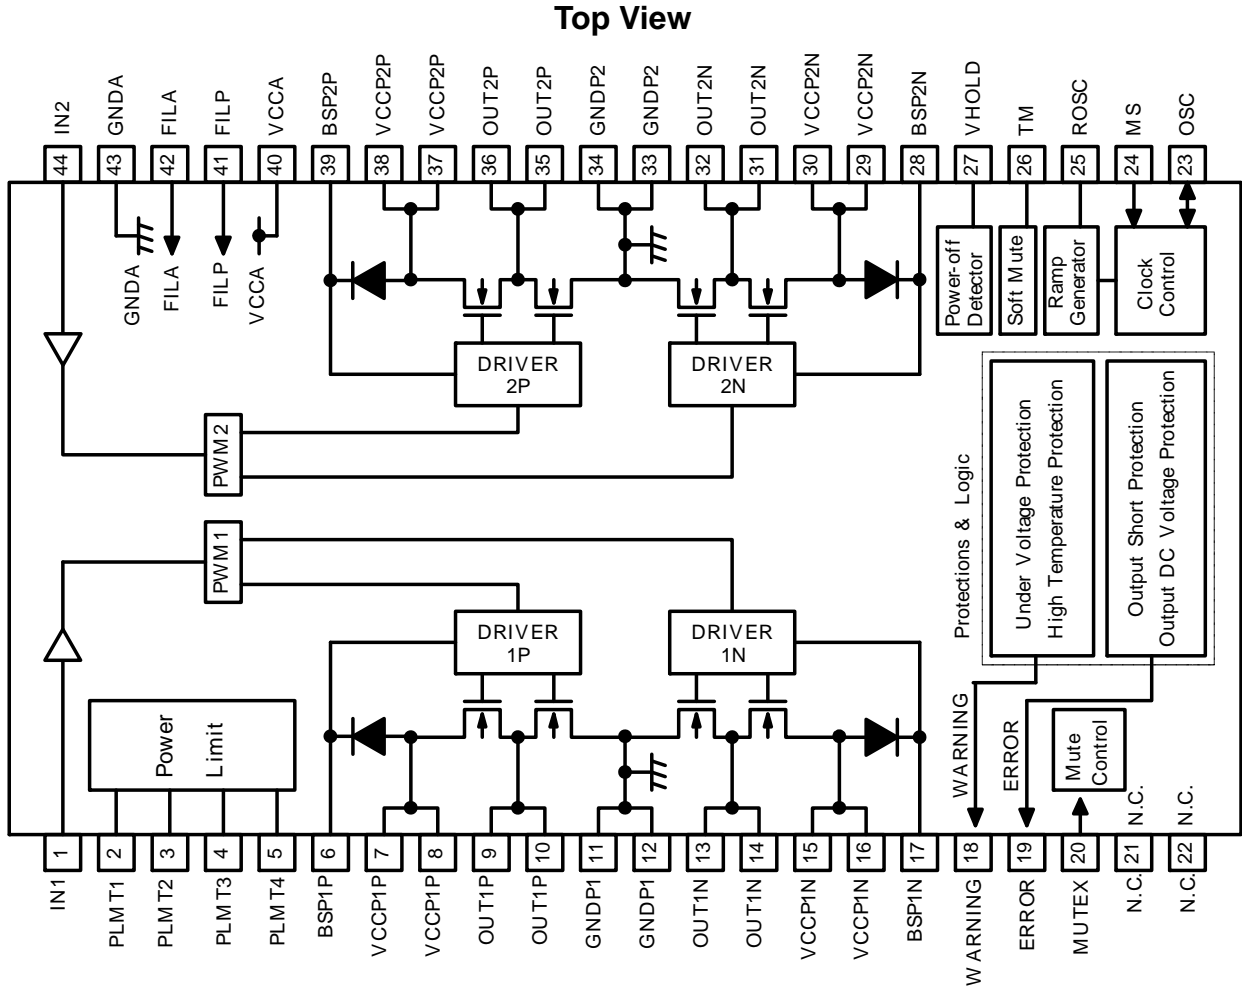 Top View
IN2
GNDA
FILA
FILP
VCCA
BSP2P
VCCP2P
VCCP2P
OUT2P
OUT2P
GNDP2
GNDP2
OUT2N
OUT2N
VCCP2N
VCCP2N
BSP2N
VHOLD
TM
ROSC
MS
OSC
44
43
42
41
40
39
38
37
36
35
34
33
32
31
30
29
28
27
26
25
24
23
GNDA
FILA
FILP
VCCA
Power-off
Detector
Soft Mute
Ramp
Generator
Clock
Control
DRIVER
2P
DRIVER
2N
PWM2
PWM1
Protections & Logic
Under Voltage Protection
High Temperature Protection
Output Short Protection
Output DC Voltage Protection
DRIVER
1P
DRIVER
1N
Power
Limit
WARNING
ERROR
Mute
Control
N.C.
N.C.
1
2
3
4
5
6
7
8
9
10
11
12
13
14
15
16
17
18
19
20
21
22
IN1
PLMT1
PLMT2
PLMT3
PLMT4
BSP1P
VCCP1P
VCCP1P
OUT1P
OUT1P
GNDP1
GNDP1
OUT1N
OUT1N
VCCP1N
VCCP1N
BSP1N
WARNING
ERROR
MUTEX
N.C.
N.C.